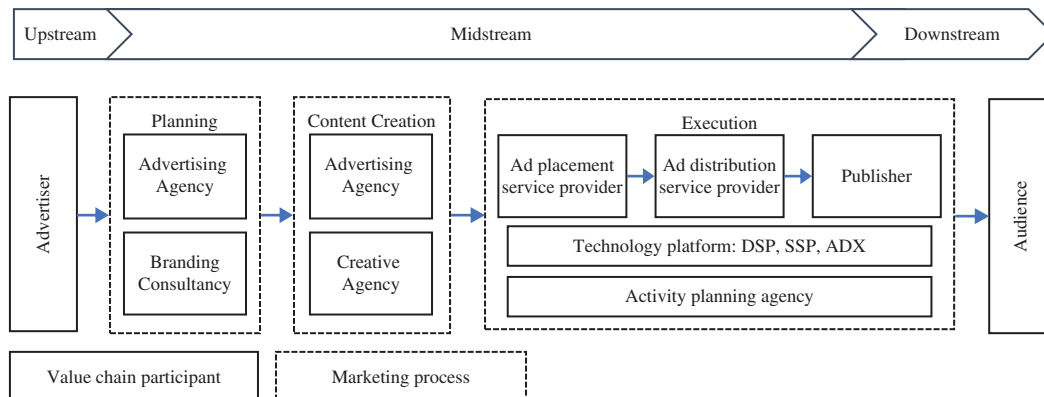 Upstream
Midstream
Downstream
Advertiser
Planning
Advertising
Agency
Branding
Consultancy
Content Creation
Advertising
Agency
Creative
Agency
Execution
Ad placement
service provider
Ad distribution
service provider
Publisher
Technology platform: DSP, SSP, ADX
Activity planning agency
Audience
Value chain participant
Marketing process